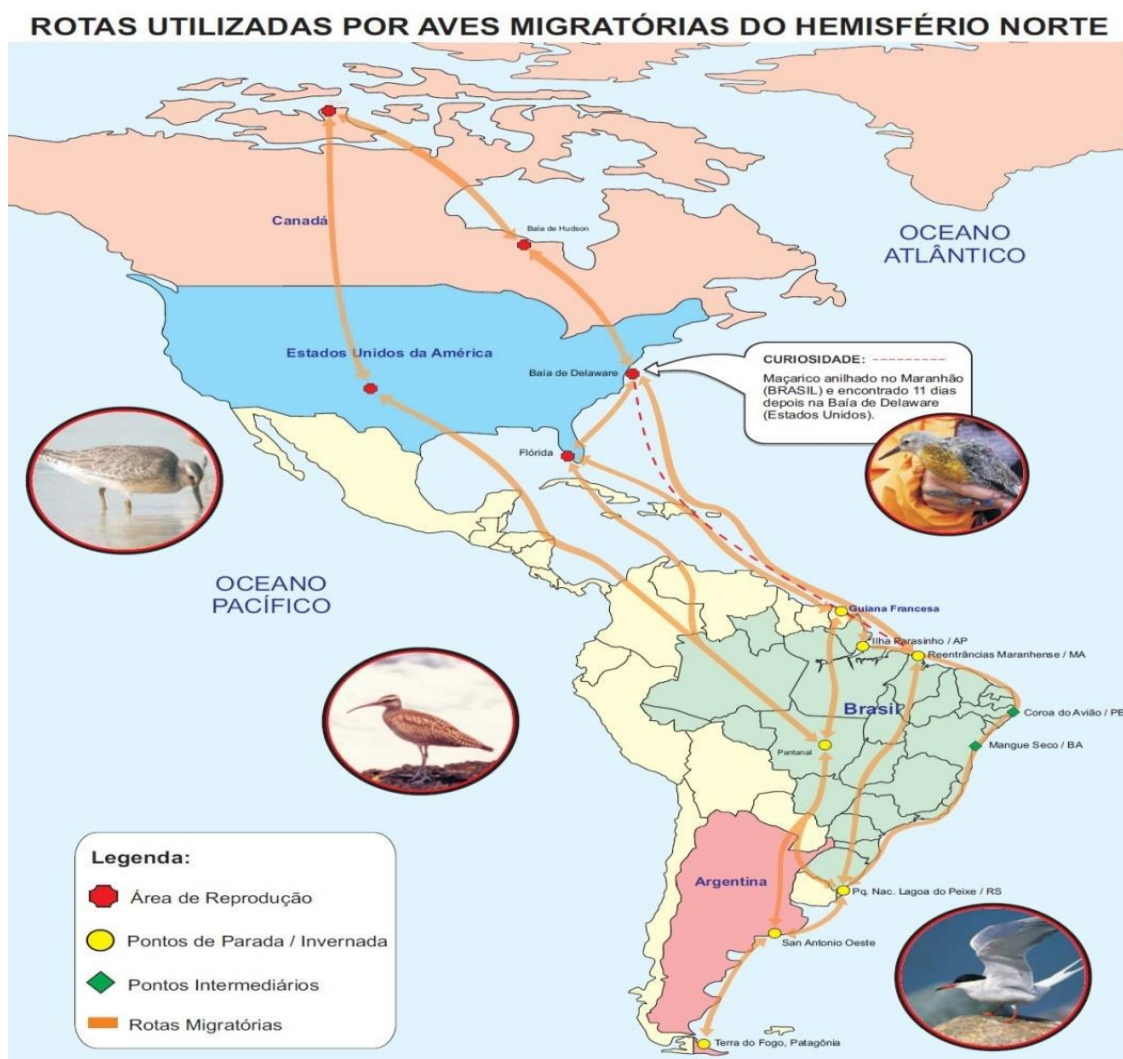 ROTAS UTILIZADAS POR AVES MIGRATÓRIAS DO HEMISFÉRIO NORTE
Canadá
Baía de Hudson
OCEANO
ATLÂNTICO
Estados Unidos da América
Baía de Delaware
CURIOSIDADE: ---------
Maçarico anilhado no Maranhão
(BRASIL) e encontrado 11 dias
depois na Baía de Delaware
(Estados Unidos).
Flórida
OCEANO
PACÍFICO
Guiana Francesa
Ilha Parasinho / AP
Reentrâncias Maranhense / MA
Brasil
Coroa do Avião / PE
Mangue Seco / BA
Pantanal
Argentina
Pq. Nac. Lagoa do Peixe / RS
San Antonio Oeste
Terra do Fogo, Patagônia
Legenda:
Área de Reprodução
Pontos de Parada / Invernada
Pontos Intermediários
Rotas Migratórias